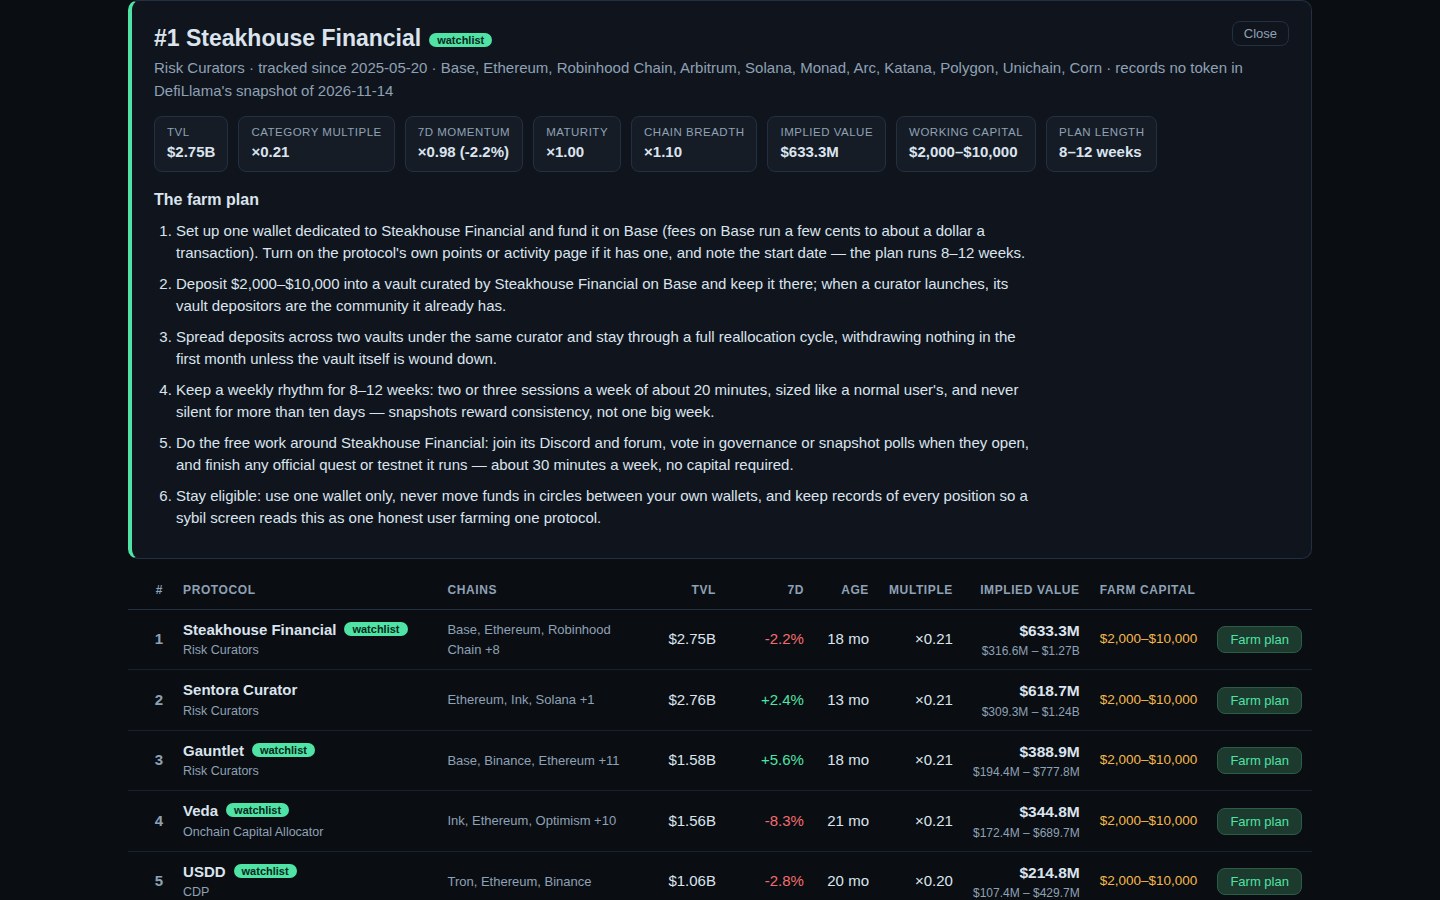 #1 Steakhouse Financial watchlist
Close
Risk Curators · tracked since 2025-05-20 · Base, Ethereum, Robinhood Chain, Arbitrum, Solana, Monad, Arc, Katana, Polygon, Unichain, Corn · records no token in
DefiLlama's snapshot of 2026-11-14
TVL
$2.75B
CATEGORY MULTIPLE
×0.21
7D MOMENTUM
×0.98 (-2.2%)
MATURITY
×1.00
CHAIN BREADTH
×1.10
IMPLIED VALUE
$633.3M
WORKING CAPITAL
$2,000–$10,000
PLAN LENGTH
8–12 weeks
The farm plan
1. Set up one wallet dedicated to Steakhouse Financial and fund it on Base (fees on Base run a few cents to about a dollar a
transaction). Turn on the protocol's own points or activity page if it has one, and note the start date — the plan runs 8–12 weeks.
2. Deposit $2,000–$10,000 into a vault curated by Steakhouse Financial on Base and keep it there; when a curator launches, its
vault depositors are the community it already has.
3. Spread deposits across two vaults under the same curator and stay through a full reallocation cycle, withdrawing nothing in the
first month unless the vault itself is wound down.
4. Keep a weekly rhythm for 8–12 weeks: two or three sessions a week of about 20 minutes, sized like a normal user's, and never
silent for more than ten days — snapshots reward consistency, not one big week.
5. Do the free work around Steakhouse Financial: join its Discord and forum, vote in governance or snapshot polls when they open,
and finish any official quest or testnet it runs — about 30 minutes a week, no capital required.
6. Stay eligible: use one wallet only, never move funds in circles between your own wallets, and keep records of every position so a
sybil screen reads this as one honest user farming one protocol.
# PROTOCOL CHAINS TVL 7D AGE MULTIPLE IMPLIED VALUE FARM CAPITAL
1 Steakhouse Financial watchlist
Risk Curators
Base, Ethereum, Robinhood
Chain +8
$2.75B -2.2% 18 mo ×0.21
$633.3M
$316.6M – $1.27B
$2,000–$10,000 Farm plan
2 Sentora Curator
Risk Curators
Ethereum, Ink, Solana +1
$2.76B +2.4% 13 mo ×0.21
$618.7M
$309.3M – $1.24B
$2,000–$10,000 Farm plan
3 Gauntlet watchlist
Risk Curators
Base, Binance, Ethereum +11
$1.58B +5.6% 18 mo ×0.21
$388.9M
$194.4M – $777.8M
$2,000–$10,000 Farm plan
4 Veda watchlist
Onchain Capital Allocator
Ink, Ethereum, Optimism +10
$1.56B -8.3% 21 mo ×0.21
$344.8M
$172.4M – $689.7M
$2,000–$10,000 Farm plan
5 USDD watchlist
CDP
Tron, Ethereum, Binance
$1.06B -2.8% 20 mo ×0.20
$214.8M
$107.4M – $429.7M
$2,000–$10,000 Farm plan